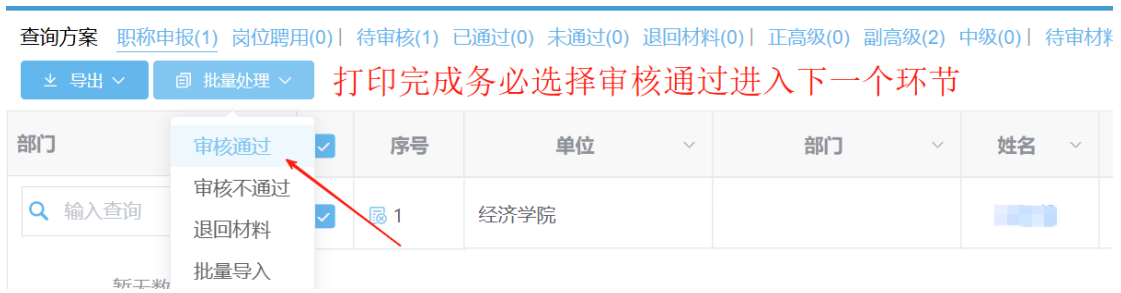 查询方案 职称申报(1) 岗位聘用(0)| 待审核(1) 已通过(0) 未通过(0) 退回材料(0)| 正高级(0) 副高级(2) 中级(0)| 待审材料
导出 批量处理 打印完成务必选择审核通过进入下一个环节
部门 序号 单位 部门 姓名
审核通过
审核不通过
输入查询 1 经济学院
退回材料
批量导入
暂无数